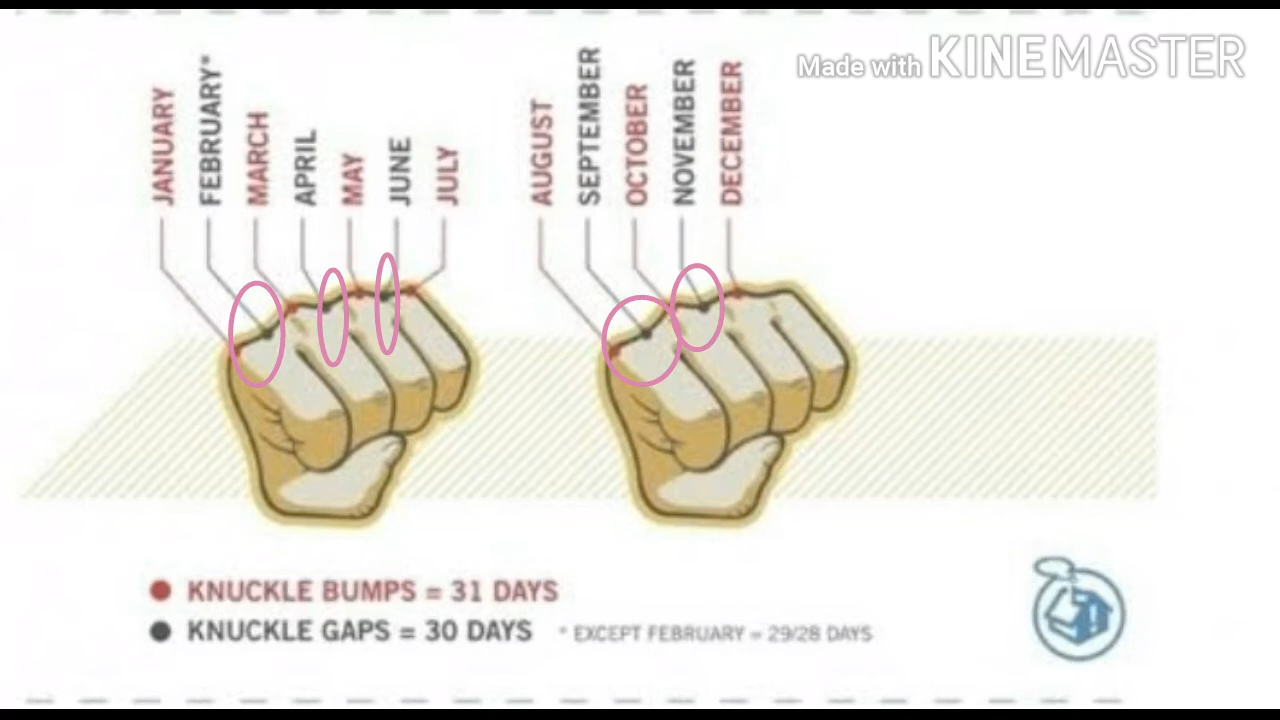 Made with KINEMASTER
JANUARY
FEBRUARY*
MARCH
APRIL
MAY
JUNE
JULY
AUGUST
SEPTEMBER
OCTOBER
NOVEMBER
DECEMBER
KNUCKLE BUMPS = 31 DAYS
KNUCKLE GAPS = 30 DAYS * EXCEPT FEBRUARY = 29/28 DAYS